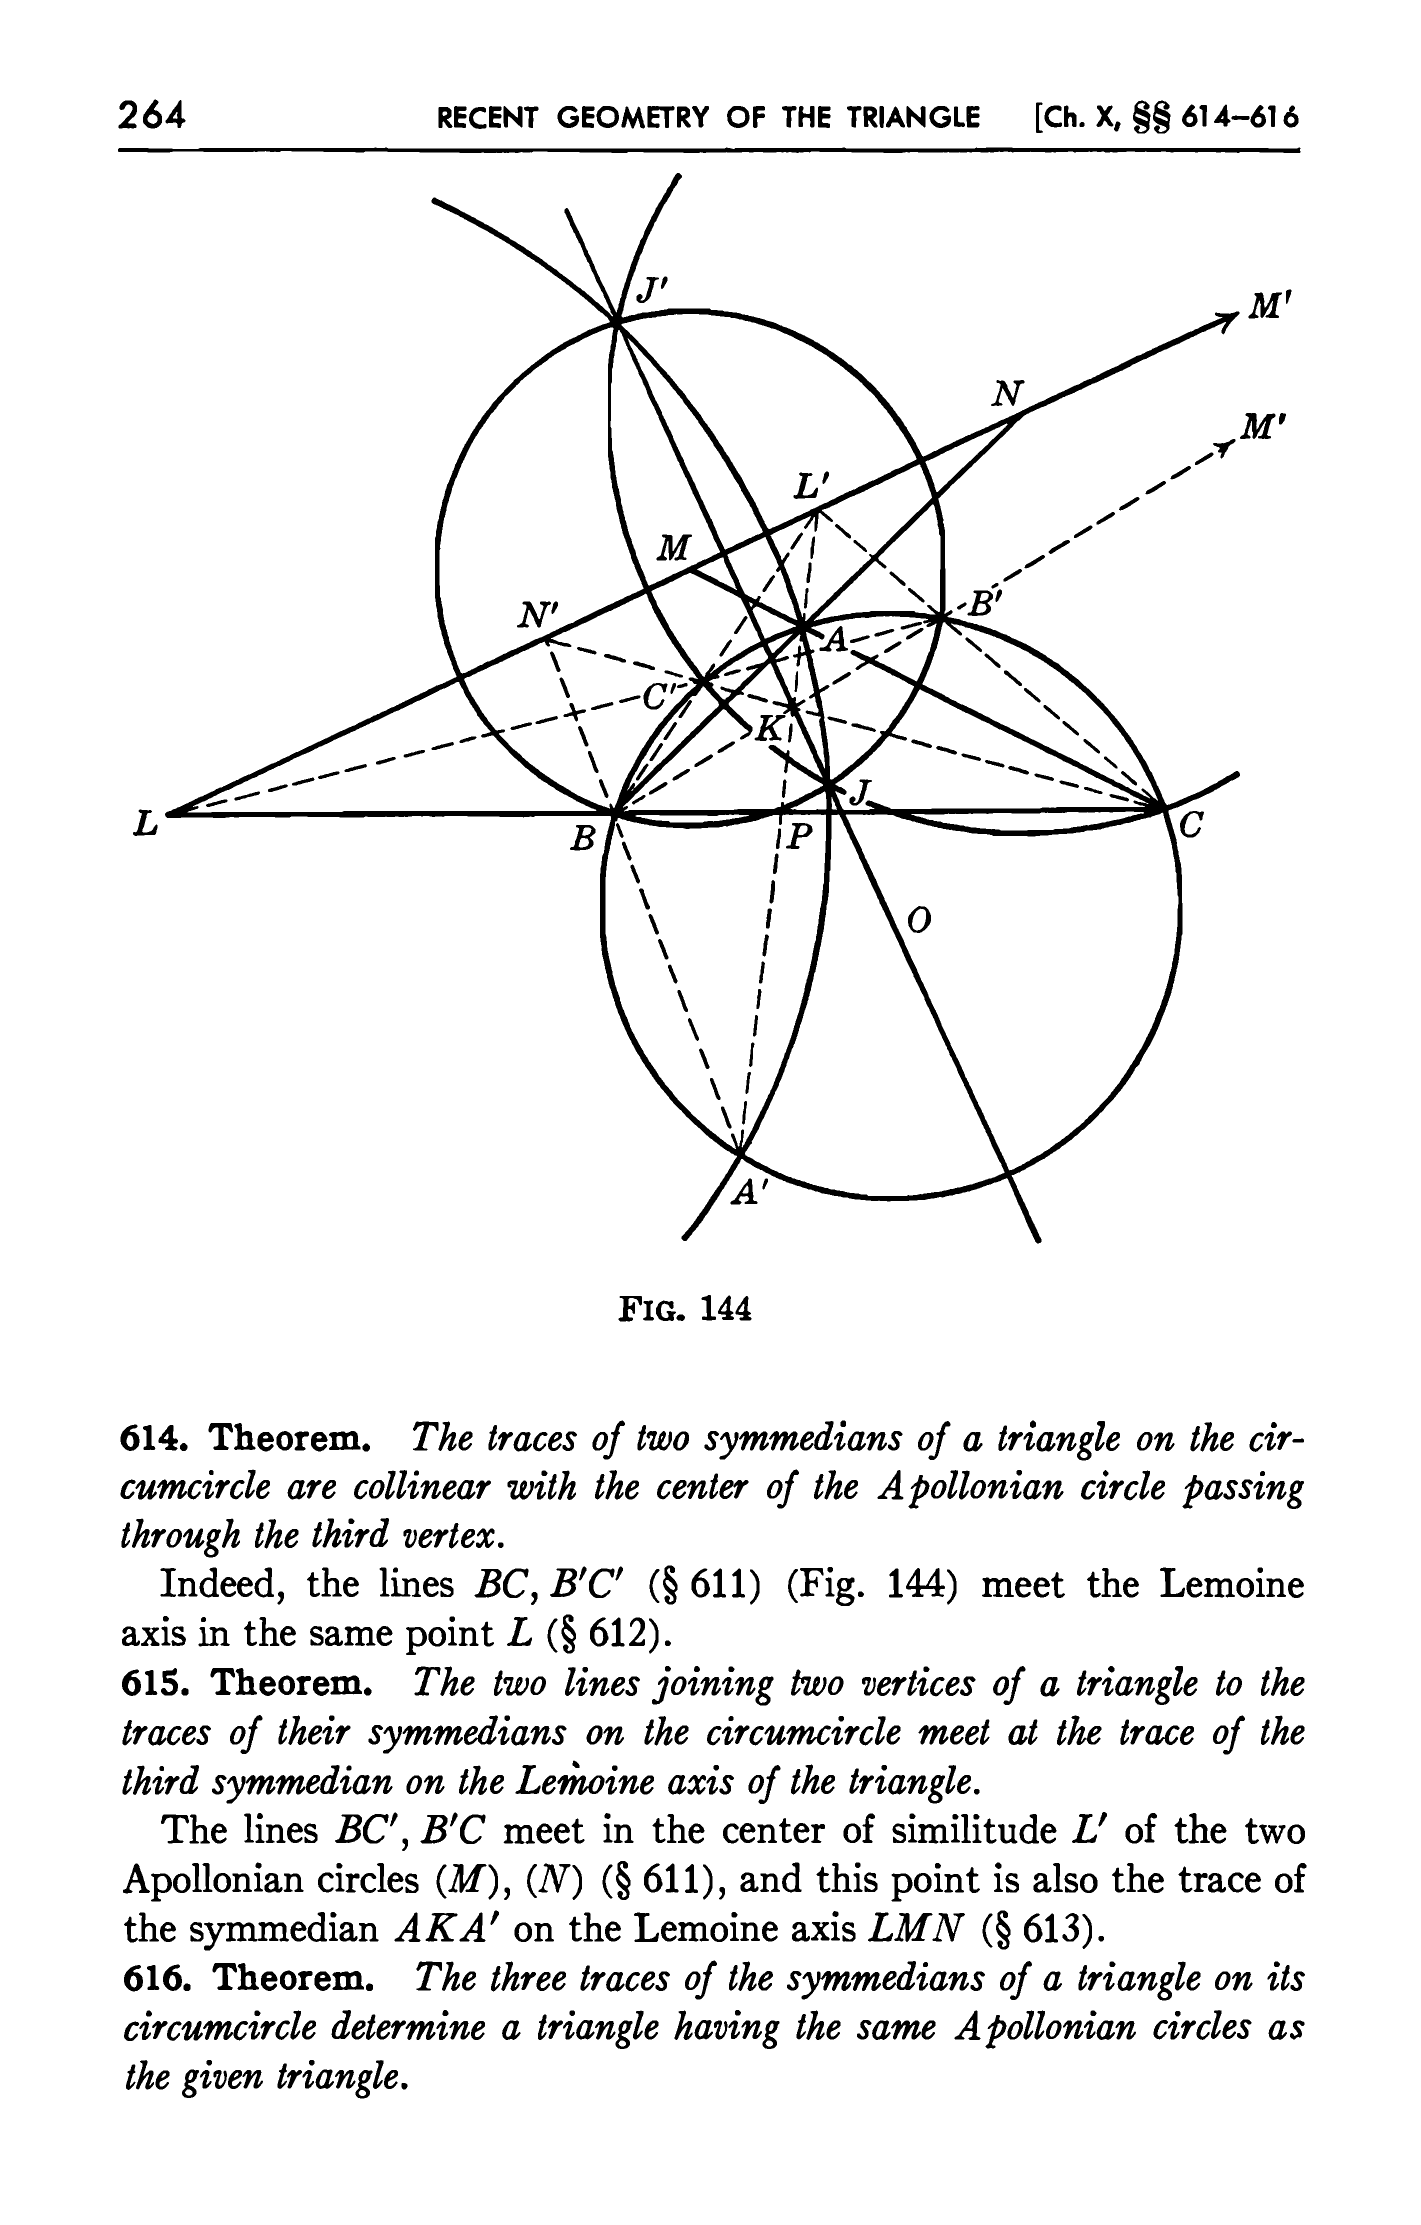 264 RECENT GEOMETRY OF THE TRIANGLE [Ch. X, §§ 614–616
J'
M'
N
M'
L'
M
N'
B'
A
C'
K
J
L
B
P
C
O
A'
FIG. 144
614. Theorem. The traces of two symmedians of a triangle on the cir-
cumcircle are collinear with the center of the Apollonian circle passing
through the third vertex.
Indeed, the lines BC, B'C' (§ 611) (Fig. 144) meet the Lemoine
axis in the same point L (§ 612).
615. Theorem. The two lines joining two vertices of a triangle to the
traces of their symmedians on the circumcircle meet at the trace of the
third symmedian on the Lemoine axis of the triangle.
The lines BC', B'C meet in the center of similitude L' of the two
Apollonian circles (M), (N) (§ 611), and this point is also the trace of
the symmedian AKA' on the Lemoine axis LMN (§ 613).
616. Theorem. The three traces of the symmedians of a triangle on its
circumcircle determine a triangle having the same Apollonian circles as
the given triangle.